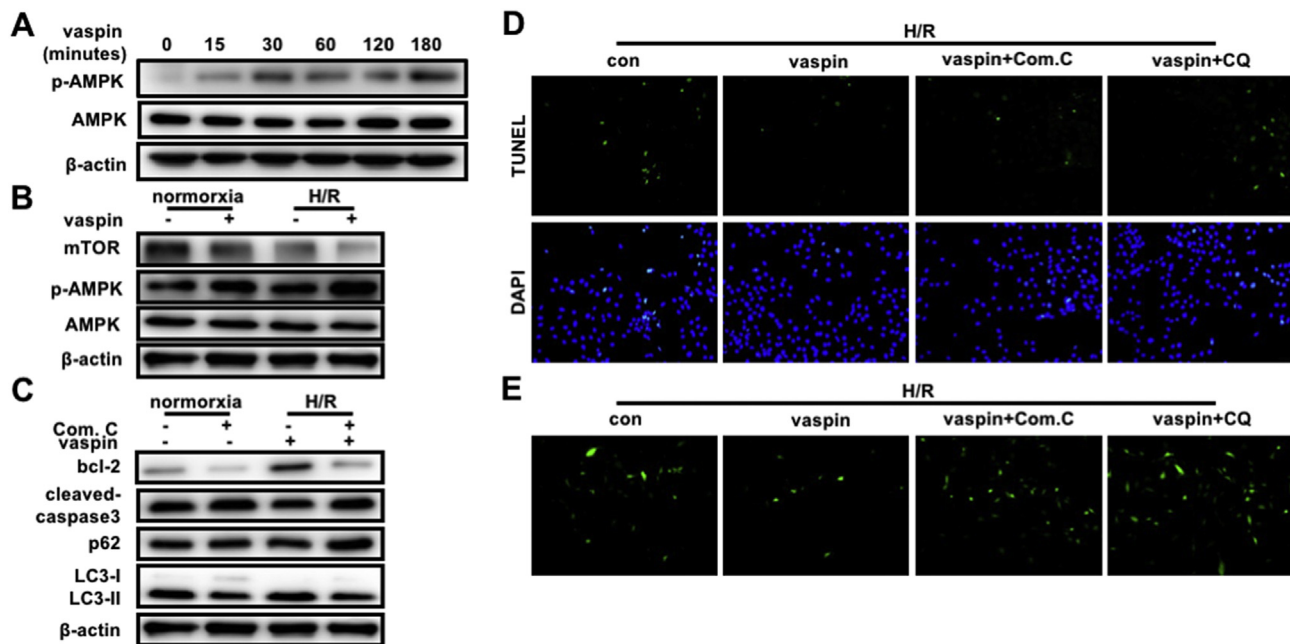 A
vaspin
(minutes)
0 15 30 60 120 180
p-AMPK
AMPK
β-actin
B
normorxia H/R
vaspin - + - +
mTOR
p-AMPK
AMPK
β-actin
C
normorxia H/R
Com. C - + - +
vaspin - - + +
bcl-2
cleaved-
caspase3
p62
LC3-I
LC3-II
β-actin
D
H/R
con vaspin vaspin+Com.C vaspin+CQ
TUNEL
DAPI
E
H/R
con vaspin vaspin+Com.C vaspin+CQ